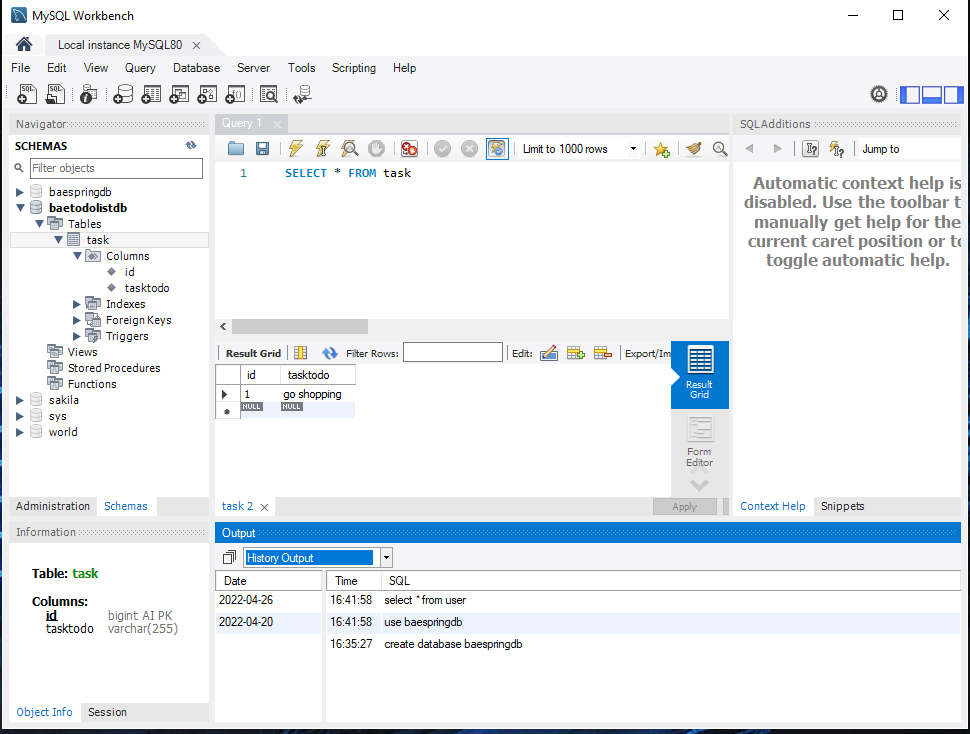 MySQL Workbench
Local instance MySQL80
File Edit View Query Database Server Tools Scripting Help
Navigator
SCHEMAS
Filter objects
baespringdb
baetodolistdb
Tables
task
Columns
id
tasktodo
Indexes
Foreign Keys
Triggers
Views
Stored Procedures
Functions
sakila
sys
world
Administration Schemas
Query 1
Limit to 1000 rows
1 SELECT * FROM task
Result Grid Filter Rows: Edit: Export/Im
id tasktodo
1 go shopping
NULL NULL
Result
Grid
Form
Editor
task 2
Apply
SQLAdditions
Jump to
Automatic context help is
disabled. Use the toolbar t
manually get help for the
current caret position or to
toggle automatic help.
Context Help Snippets
Information
Table: task
Columns:
id bigint AI PK
tasktodo varchar(255)
Object Info Session
Output
History Output
Date Time SQL
2022-04-26 16:41:58 select * from user
2022-04-20 16:41:58 use baespringdb
16:35:27 create database baespringdb